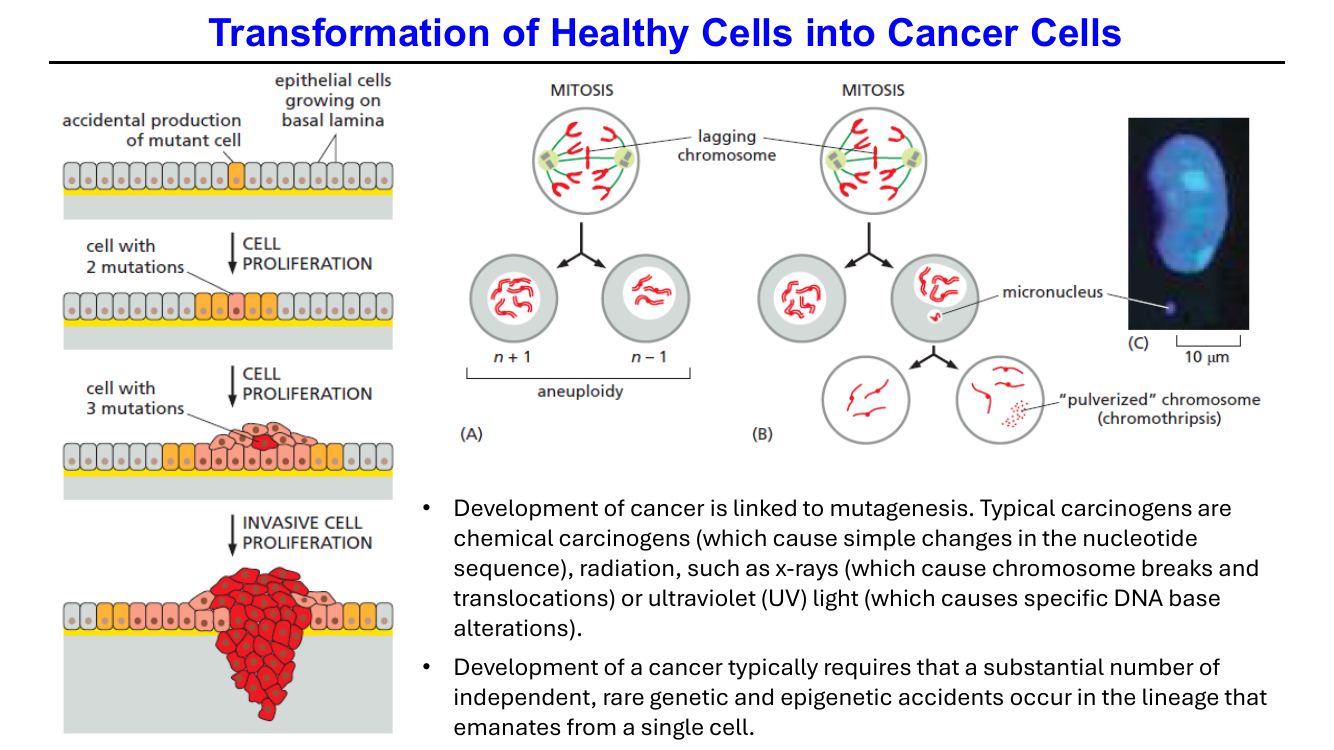 Transformation of Healthy Cells into Cancer Cells
epithelial cells
growing on
basal lamina
accidental production
of mutant cell
cell with
2 mutations
CELL
PROLIFERATION
cell with
3 mutations
CELL
PROLIFERATION
INVASIVE CELL
PROLIFERATION
MITOSIS
MITOSIS
lagging
chromosome
n + 1
n – 1
aneuploidy
(A)
micronucleus
(B)
"pulverized" chromosome
(chromothripsis)
(C)
10 μm
• Development of cancer is linked to mutagenesis. Typical carcinogens are
chemical carcinogens (which cause simple changes in the nucleotide
sequence), radiation, such as x-rays (which cause chromosome breaks and
translocations) or ultraviolet (UV) light (which causes specific DNA base
alterations).
• Development of a cancer typically requires that a substantial number of
independent, rare genetic and epigenetic accidents occur in the lineage that
emanates from a single cell.